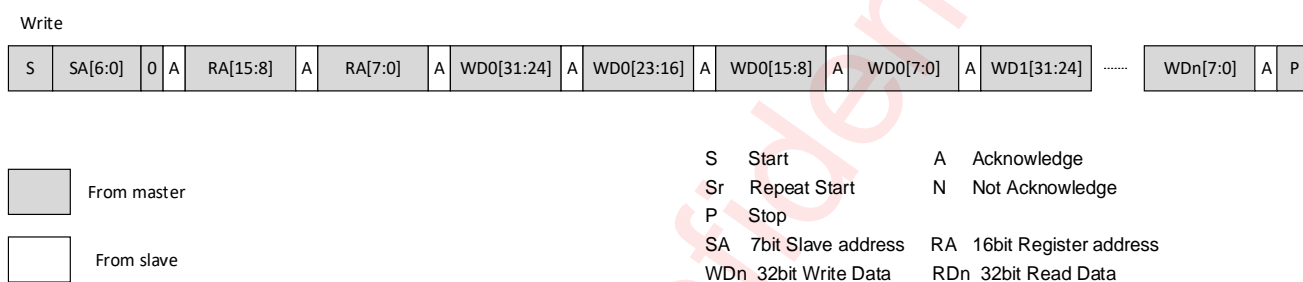 Write
S SA[6:0] 0 A RA[15:8] A RA[7:0] A WD0[31:24] A WD0[23:16] A WD0[15:8] A WD0[7:0] A WD1[31:24] ....... WDn[7:0] A P
S Start A Acknowledge
From master Sr Repeat Start N Not Acknowledge
P Stop
SA 7bit Slave address RA 16bit Register address
From slave
WDn 32bit Write Data RDn 32bit Read Data